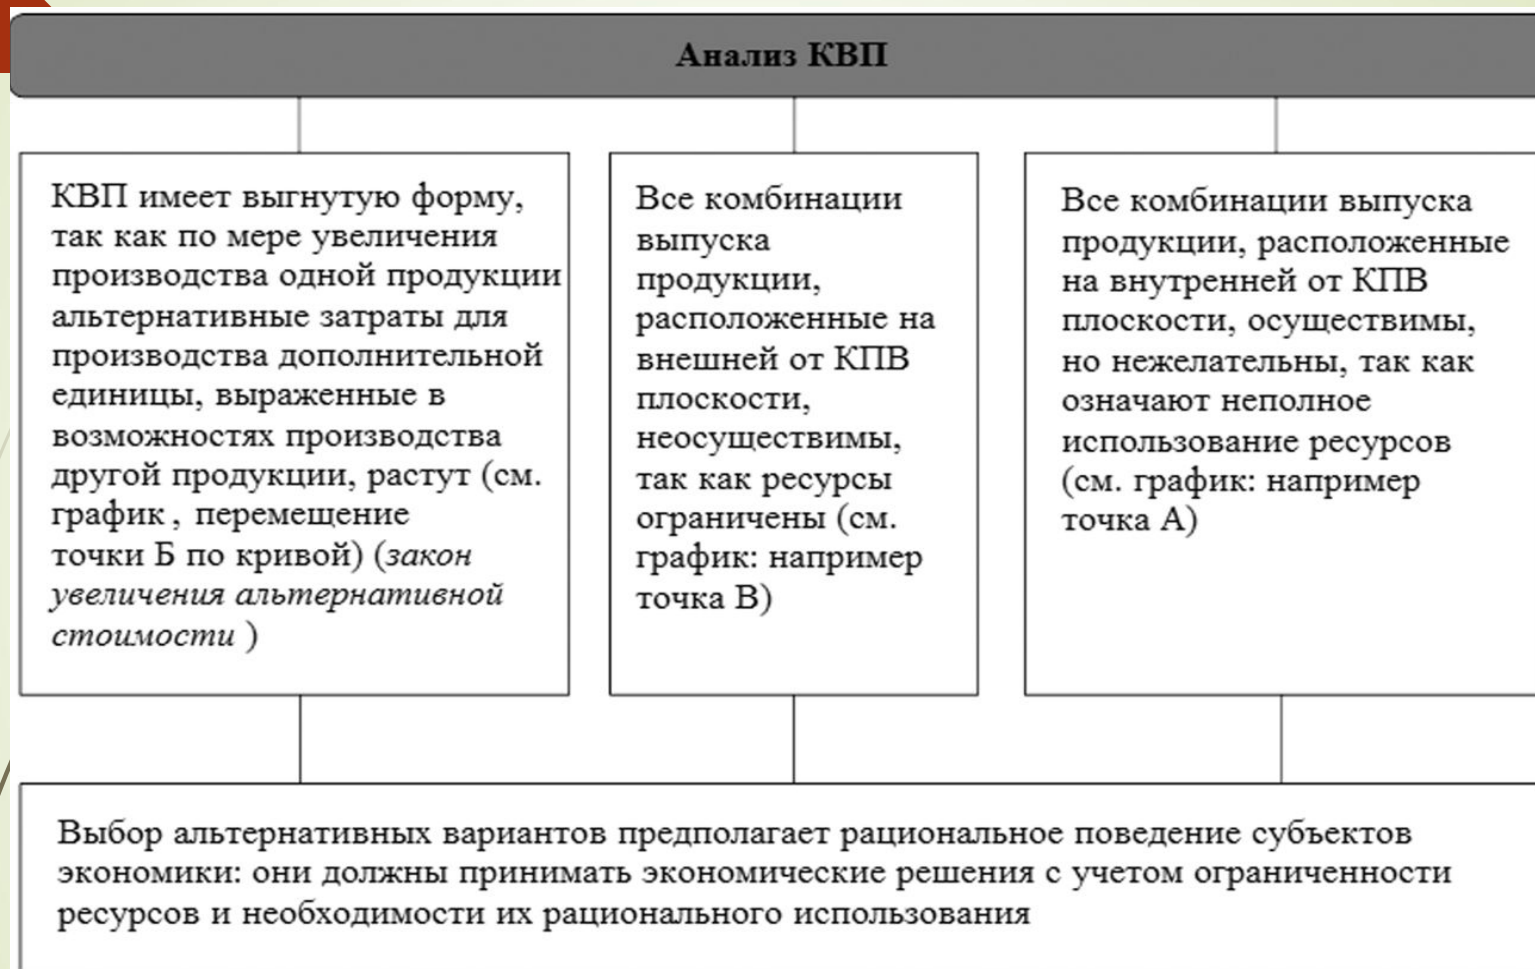 Анализ КВП
КВП имеет выгнутую форму,
так как по мере увеличения
производства одной продукции
альтернативные затраты для
производства дополнительной
единицы, выраженные в
возможностях производства
другой продукции, растут (см.
график , перемещение
точки Б по кривой) (закон
увеличения альтернативной
стоимости )
Все комбинации
выпуска
продукции,
расположенные на
внешней от КПВ
плоскости,
неосуществимы,
так как ресурсы
ограничены (см.
график: например
точка В)
Все комбинации выпуска
продукции, расположенные
на внутренней от КПВ
плоскости, осуществимы,
но нежелательны, так как
означают неполное
использование ресурсов
(см. график: например
точка А)
Выбор альтернативных вариантов предполагает рациональное поведение субъектов
экономики: они должны принимать экономические решения с учетом ограниченности
ресурсов и необходимости их рационального использования